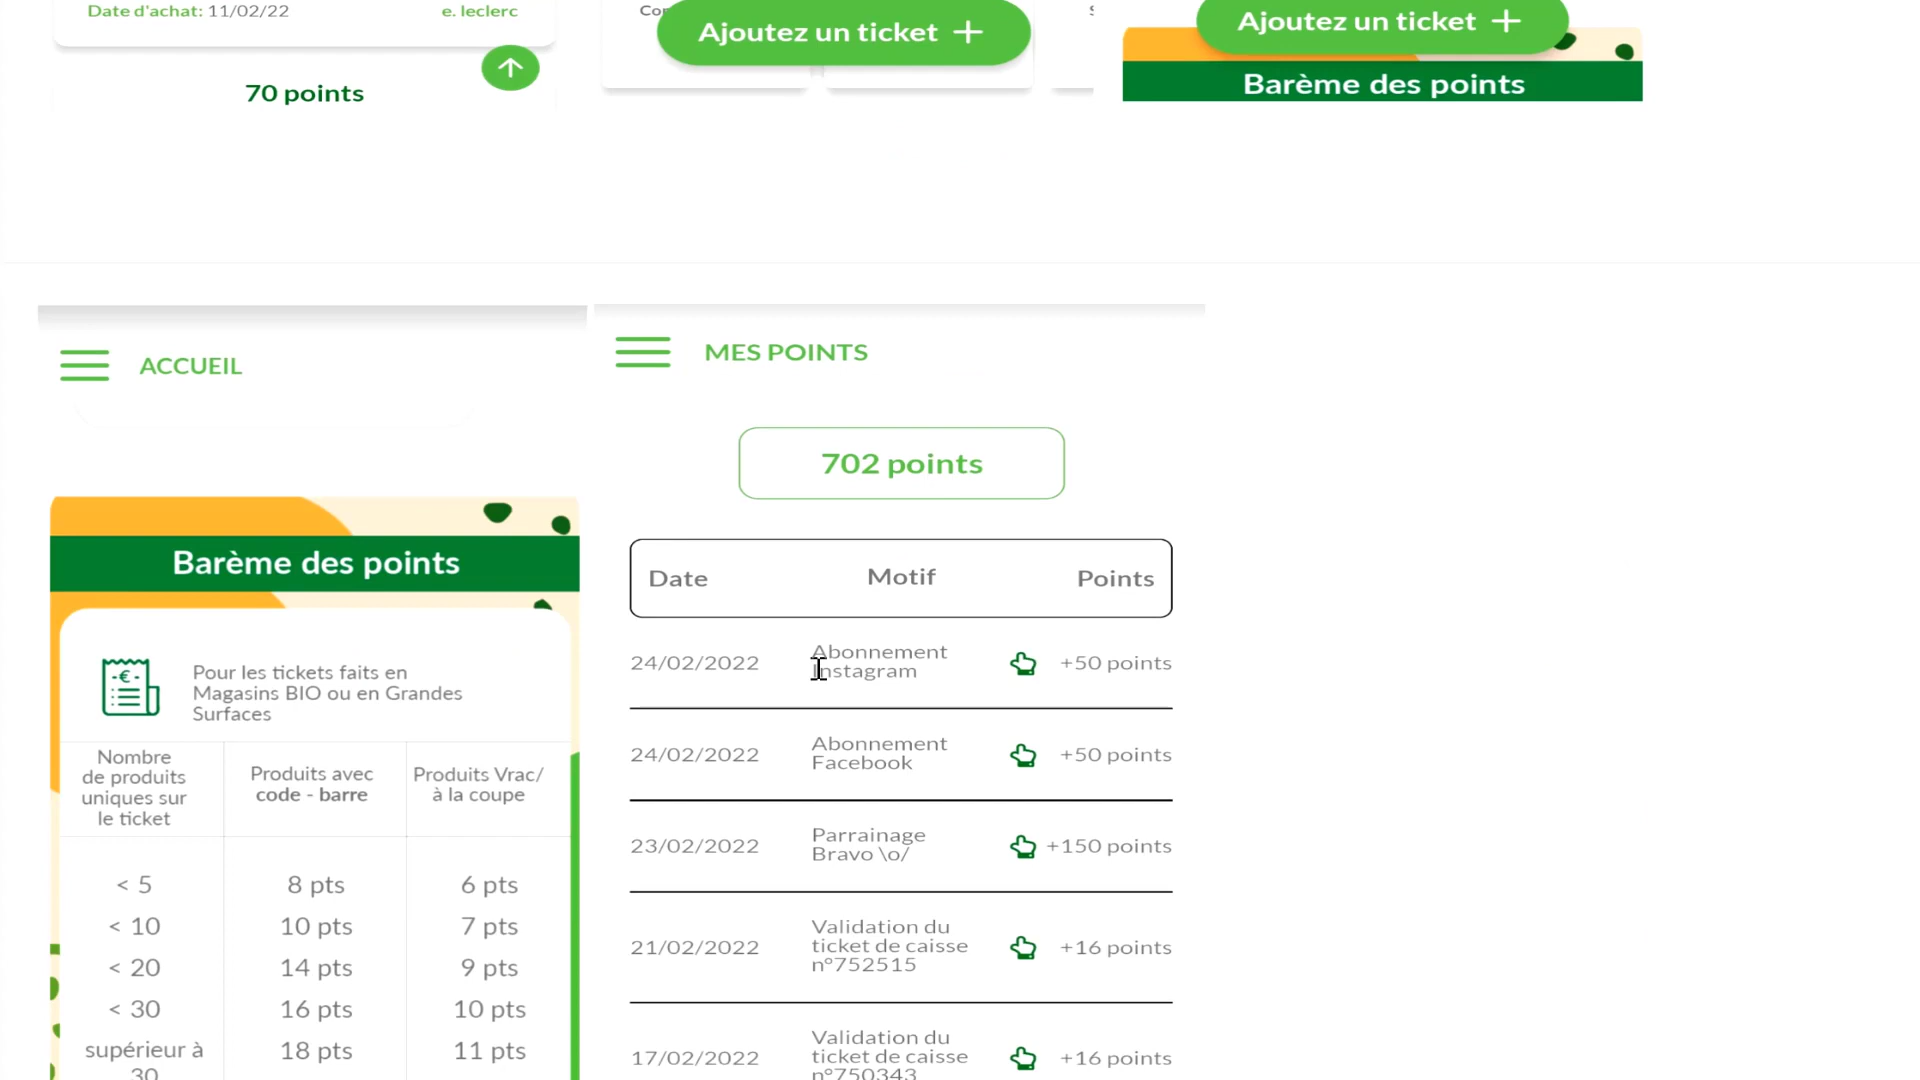 Date d'achat: 11/02/22
e. leclerc
70 points
Ajoutez un ticket +
Ajoutez un ticket +
Barème des points
ACCUEIL
Barème des points
Pour les tickets faits en
Magasins BIO ou en Grandes
Surfaces
Nombre
de produits
uniques sur
le ticket
Produits avec
code - barre
Produits Vrac/
à la coupe
< 5 8 pts 6 pts
< 10 10 pts 7 pts
< 20 14 pts 9 pts
< 30 16 pts 10 pts
supérieur à 18 pts 11 pts
30
MES POINTS
702 points
Date Motif Points
24/02/2022
Abonnement
Instagram
+50 points
24/02/2022
Abonnement
Facebook
+50 points
23/02/2022
Parrainage
Bravo \o/
+150 points
21/02/2022
Validation du
ticket de caisse
n°752515
+16 points
17/02/2022
Validation du
ticket de caisse
n°750343
+16 points